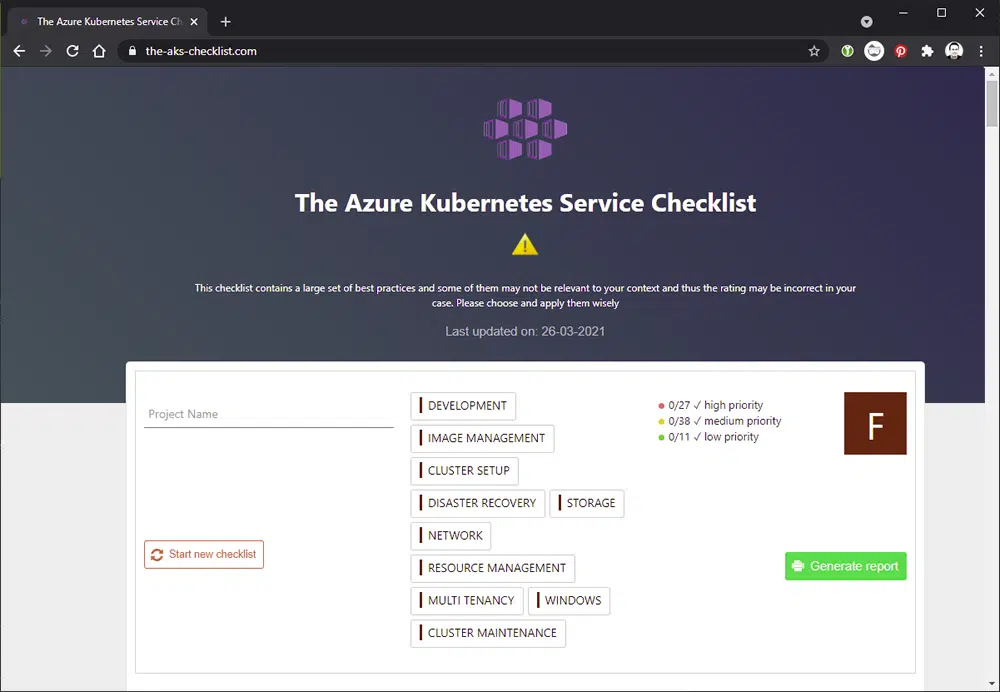 The Azure Kubernetes Service Ch
the-aks-checklist.com
The Azure Kubernetes Service Checklist
This checklist contains a large set of best practices and some of them may not be relevant to your context and thus the rating may be incorrect in your
case. Please choose and apply them wisely
Last updated on: 26-03-2021
Project Name
Start new checklist
DEVELOPMENT
IMAGE MANAGEMENT
CLUSTER SETUP
DISASTER RECOVERY STORAGE
NETWORK
RESOURCE MANAGEMENT
MULTI TENANCY WINDOWS
CLUSTER MAINTENANCE
0/27 ✓ high priority
0/38 ✓ medium priority
0/11 ✓ low priority
F
Generate report